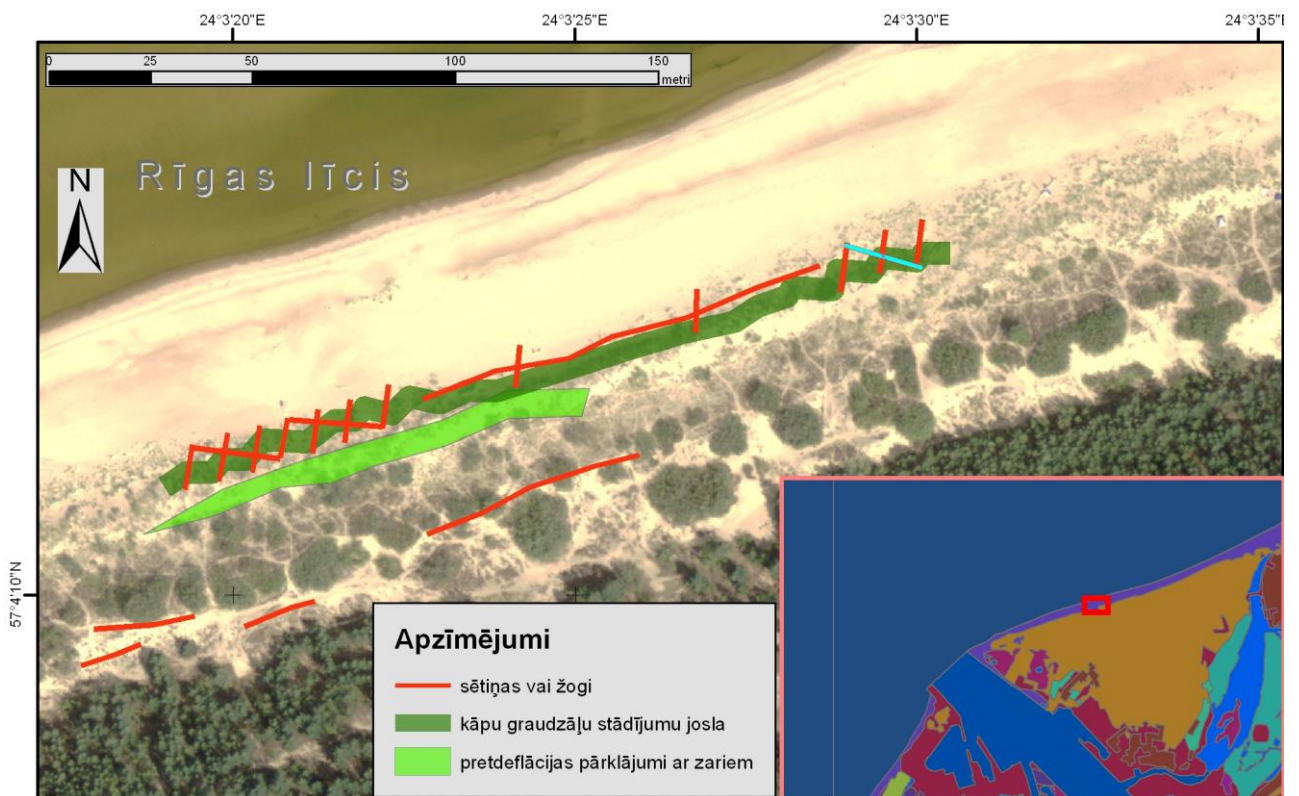 24°3'20"E 24°3'25"E 24°3'30"E 24°3'35"E
0 25 50 100 150
metri
Rīgas līcis
N
57°4'10"N
Apzīmējumi
sētiņas vai žogi
kāpu graudzāļu stādījumu josla
pretdeflācijas pārklājumi ar zariem